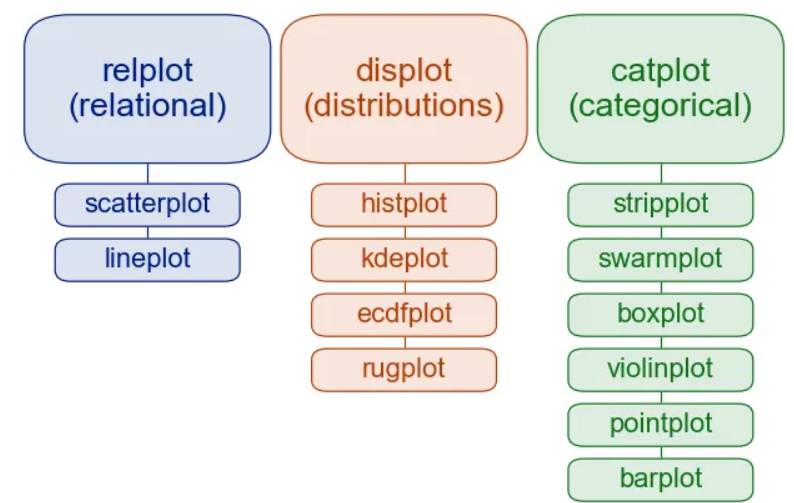 relplot
(relational)
scatterplot
lineplot
displot
(distributions)
histplot
kdeplot
ecdfplot
rugplot
catplot
(categorical)
stripplot
swarmplot
boxplot
violinplot
pointplot
barplot